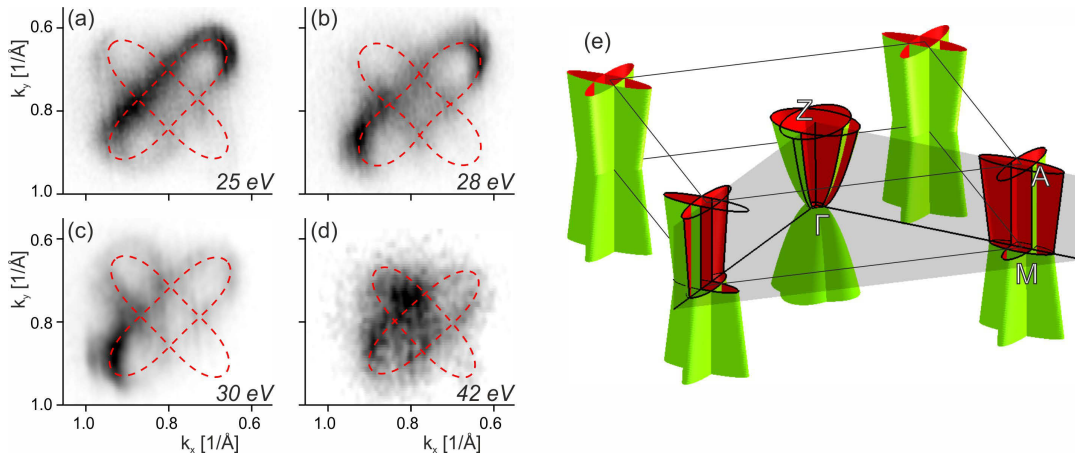 (a)
(b)
(e)
k_y [1/Å]
0.6
0.8
1.0
25 eV
28 eV
(c)
(d)
k_y [1/Å]
0.6
0.8
1.0
30 eV
42 eV
1.0 0.8 0.6
1.0 0.8 0.6
k_x [1/Å]
k_x [1/Å]
Z
Γ
A
M